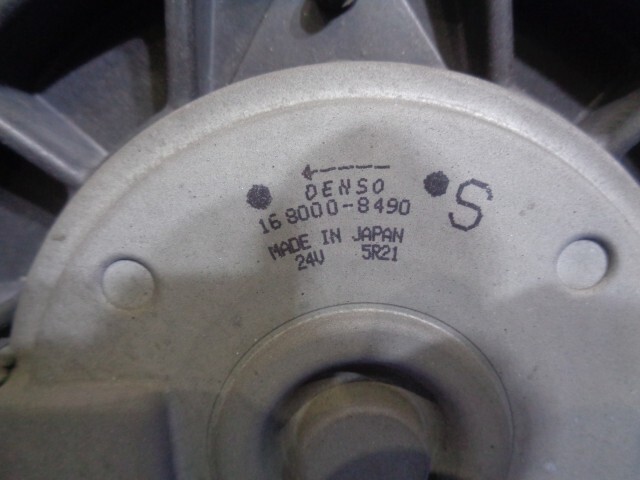 DENSO
S
168000-8490
MADE IN JAPAN
24V 5R21